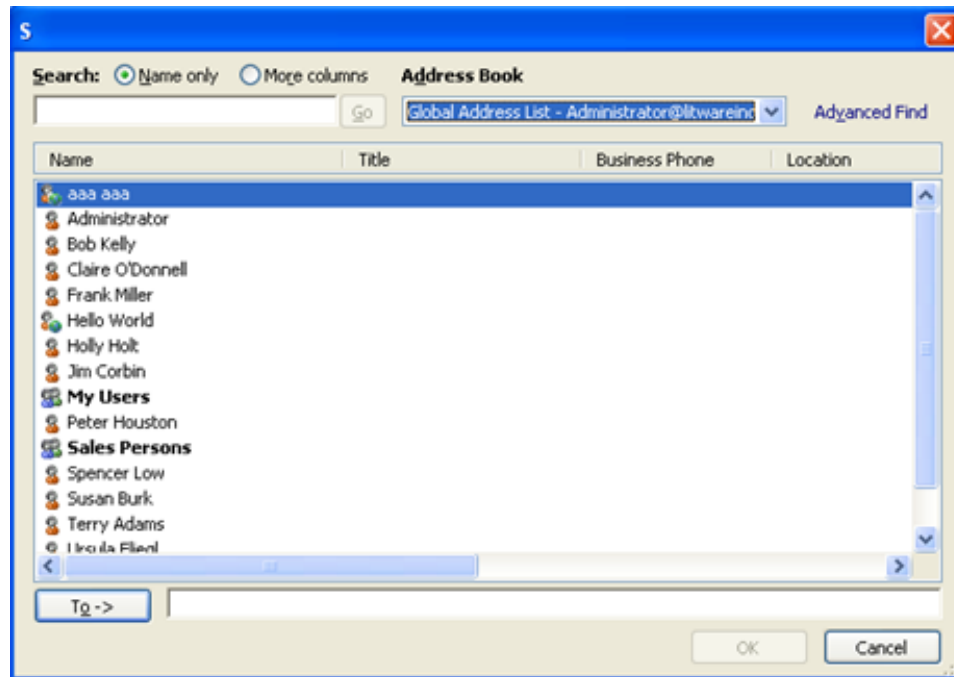 S
Search: Name only More columns Address Book
Go Global Address List - Administrator@litwareinc Advanced Find
Name Title Business Phone Location
aaa aaa
Administrator
Bob Kelly
Claire O'Donnell
Frank Miller
Hello World
Holly Holt
Jim Corbin
My Users
Peter Houston
Sales Persons
Spencer Low
Susan Burk
Terry Adams
Ursula Fliegl
To ->
OK Cancel